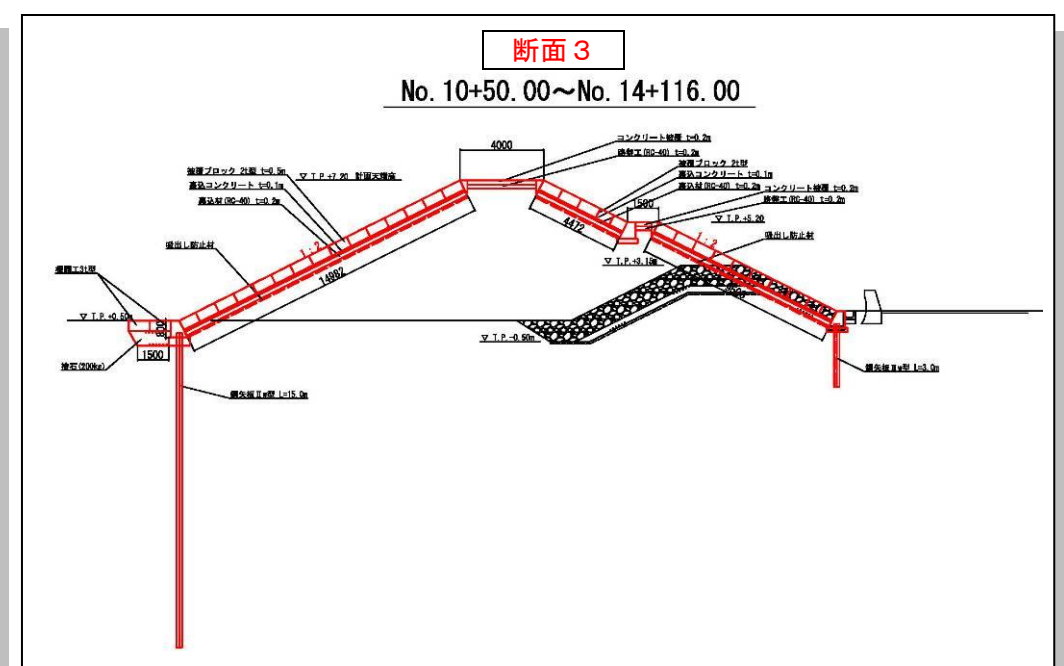 断面３
No. 10+50.00～No. 14+116.00
4000
コンクリート被覆 t=0.2m
路盤工(RC-40) t=0.2m
被覆ブロック 2t型 t=0.5m
裏込コンクリート t=0.1m
裏込材(RC-40) t=0.2m
▽ T.P.+7.20 計画天端高
被覆ブロック 2t型
裏込コンクリート t=0.1m
裏込材(RC-40) t=0.2m
コンクリート被覆 t=0.2m
路盤工(RC-40) t=0.2m
1500
▽ T.P.+5.20
吸出し防止材
1:2
14982
4472
1:2
吸出し防止材
▽ T.P.+3.15m
根固工3t型
▽ T.P.+0.50m
800
1500
捨石(200kg)
▽ T.P.-0.50m
鋼矢板Ⅱw型 L=15.0m
鋼矢板Ⅱw型 L=3.0m